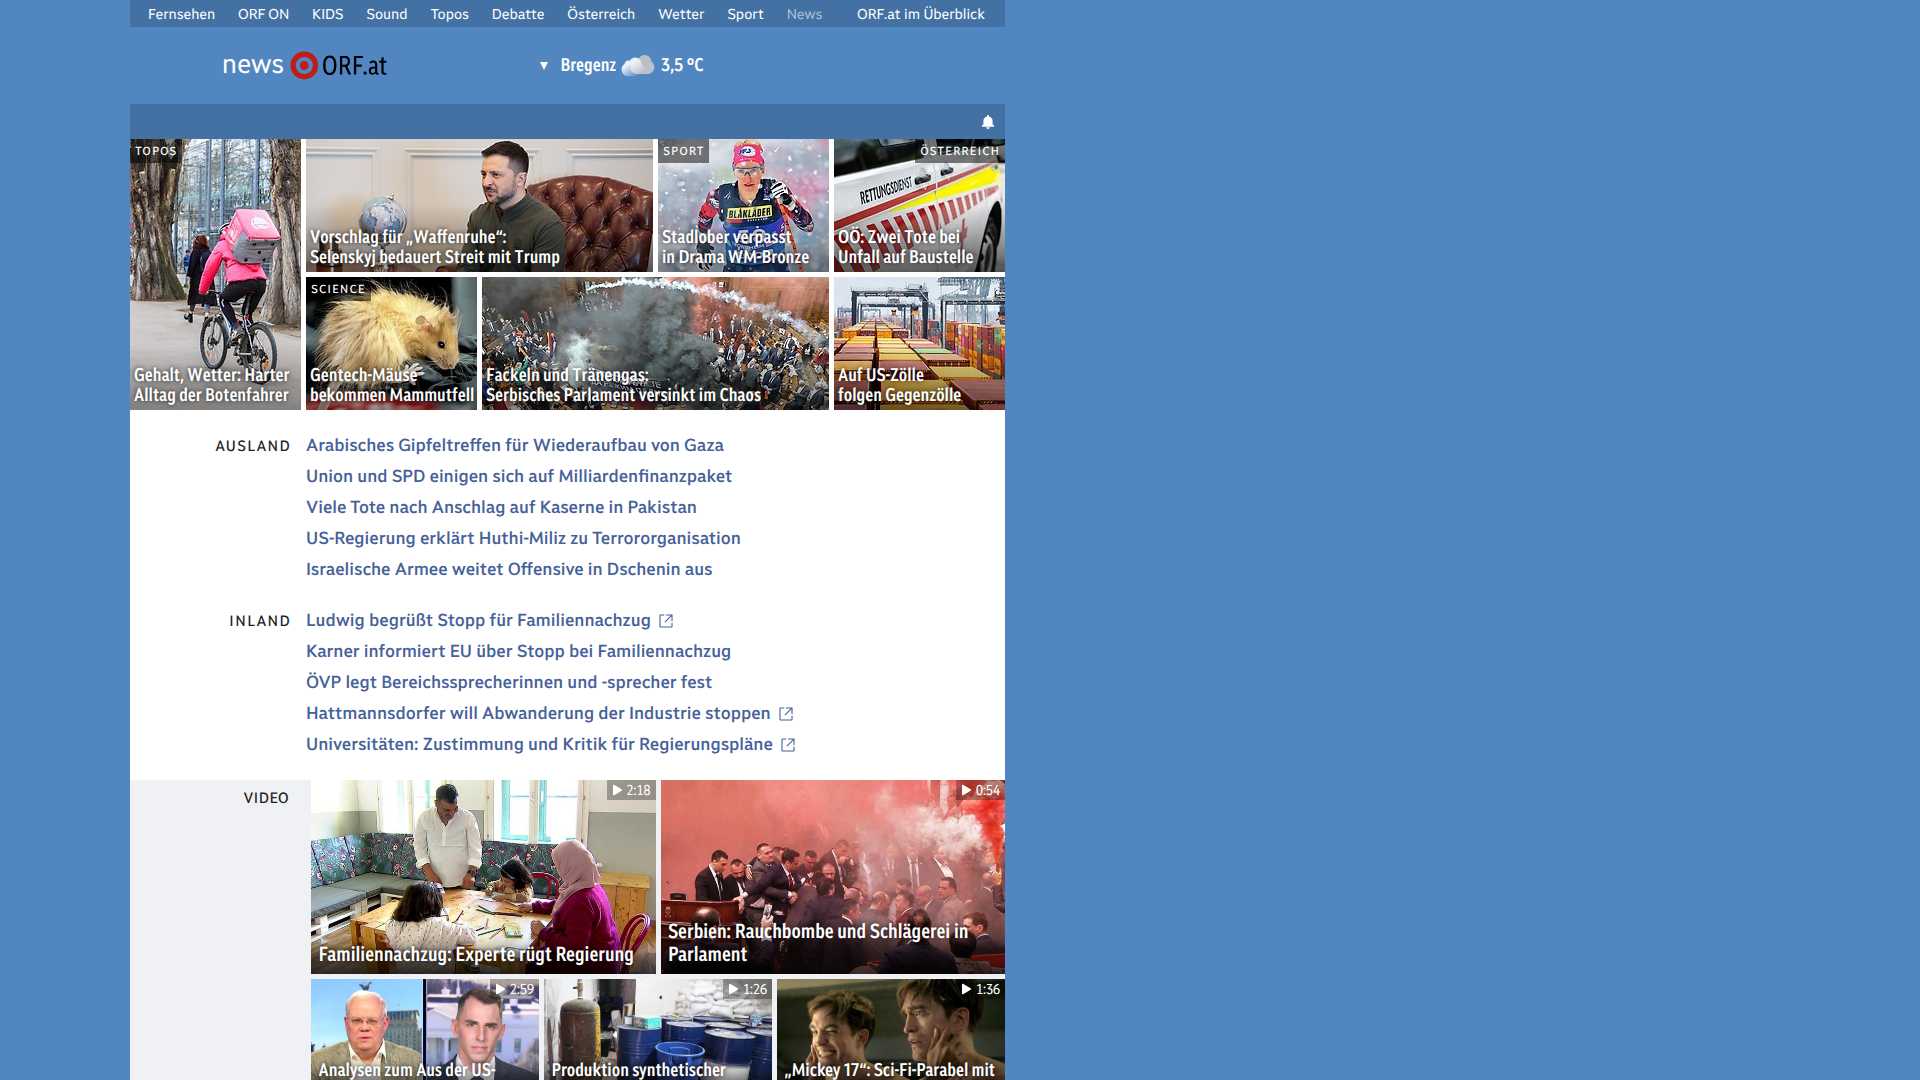 Fernsehen ORF ON KIDS Sound Topos Debatte Österreich Wetter Sport News ORF.at im Überblick
news ORF.at
Bregenz 3,5 °C
TOPOS
Gehalt, Wetter: Harter
Alltag der Botenfahrer
Vorschlag für „Waffenruhe“:
Selenskyj bedauert Streit mit Trump
SPORT
BLÅKLÄDER
Stadlober verpasst
in Drama WM-Bronze
ÖSTERREICH
RETTUNGSDIENST
OÖ: Zwei Tote bei
Unfall auf Baustelle
SCIENCE
Gentech-Mäuse
bekommen Mammutfell
Fackeln und Tränengas:
Serbisches Parlament versinkt im Chaos
Auf US-Zölle
folgen Gegenzölle
AUSLAND
Arabisches Gipfeltreffen für Wiederaufbau von Gaza
Union und SPD einigen sich auf Milliardenfinanzpaket
Viele Tote nach Anschlag auf Kaserne in Pakistan
US-Regierung erklärt Huthi-Miliz zu Terrororganisation
Israelische Armee weitet Offensive in Dschenin aus
INLAND
Ludwig begrüßt Stopp für Familiennachzug
Karner informiert EU über Stopp bei Familiennachzug
ÖVP legt Bereichssprecherinnen und -sprecher fest
Hattmannsdorfer will Abwanderung der Industrie stoppen
Universitäten: Zustimmung und Kritik für Regierungspläne
VIDEO
2:18
Familiennachzug: Experte rügt Regierung
0:54
Serbien: Rauchbombe und Schlägerei in
Parlament
2:59
Analysen zum Aus der US-
1:26
Produktion synthetischer
1:36
„Mickey 17“: Sci-Fi-Parabel mit